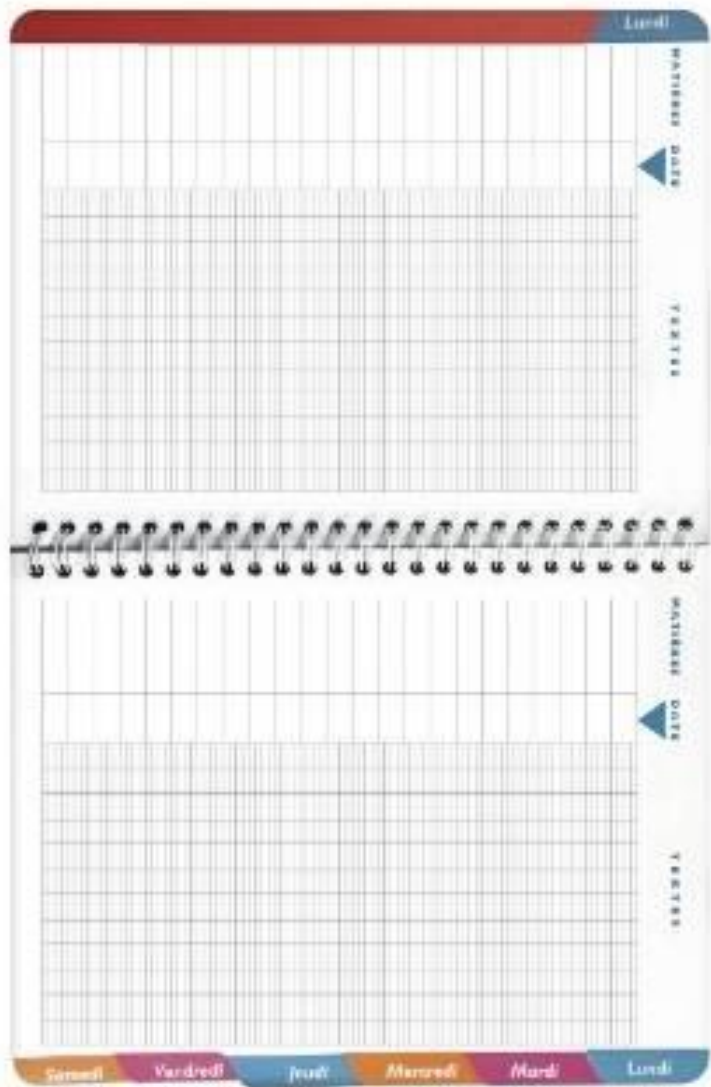 Lundi
MATIÈRES DATE
TEXTES
MATIÈRES DATE
TEXTES
Samedi Vendredi Jeudi Mercredi Mardi Lundi